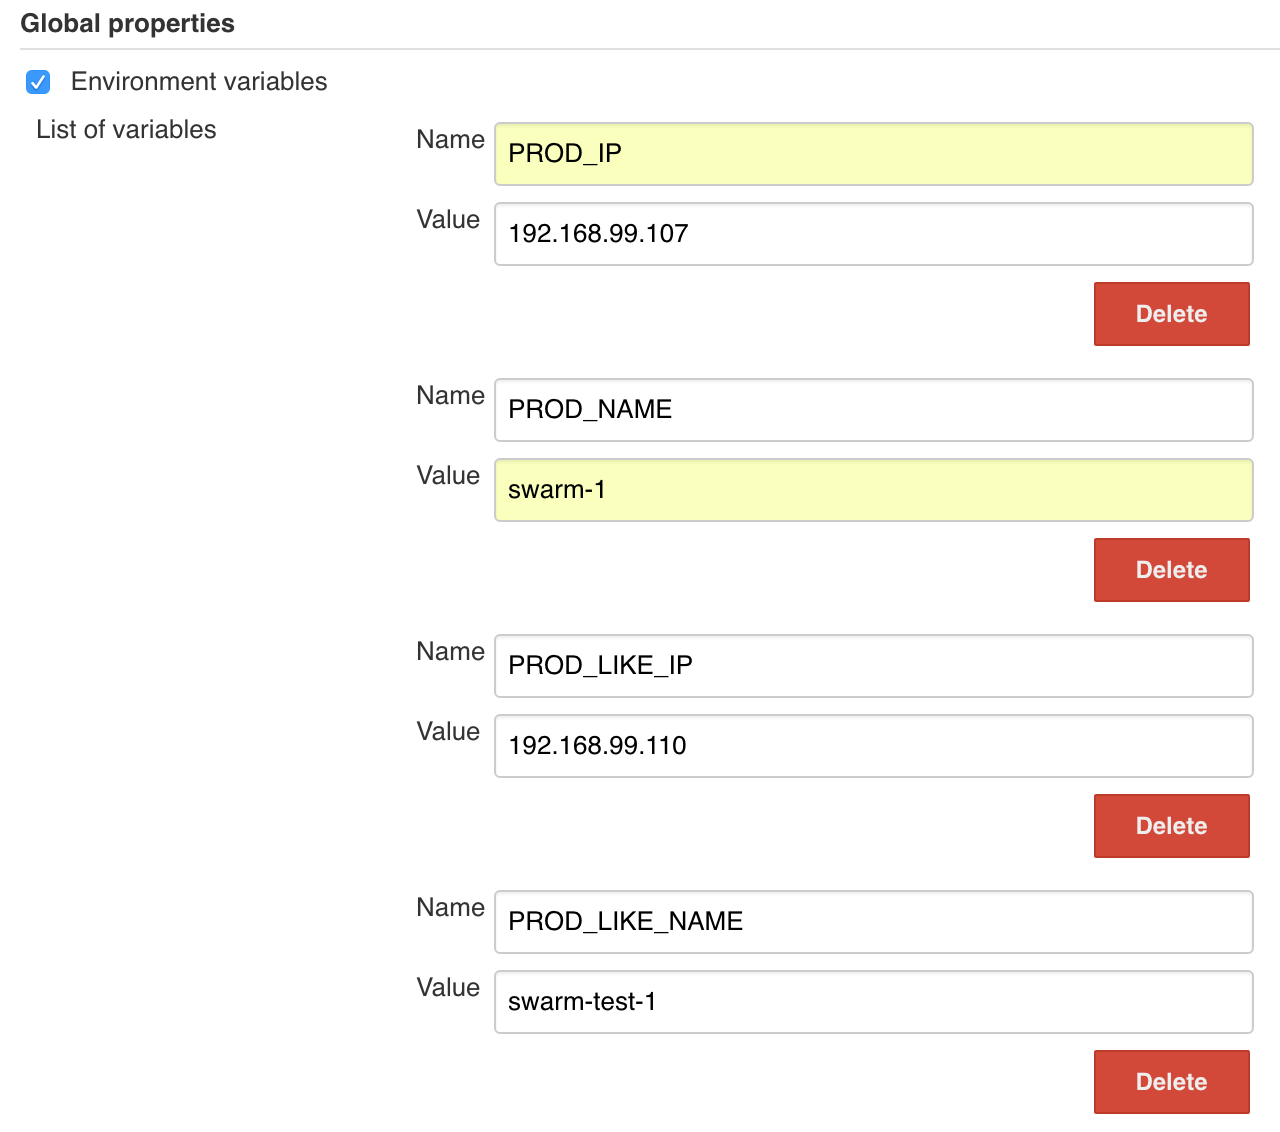 Global properties
Environment variables
List of variables
Name PROD_IP
Value 192.168.99.107
Delete
Name PROD_NAME
Value swarm-1
Delete
Name PROD_LIKE_IP
Value 192.168.99.110
Delete
Name PROD_LIKE_NAME
Value swarm-test-1
Delete